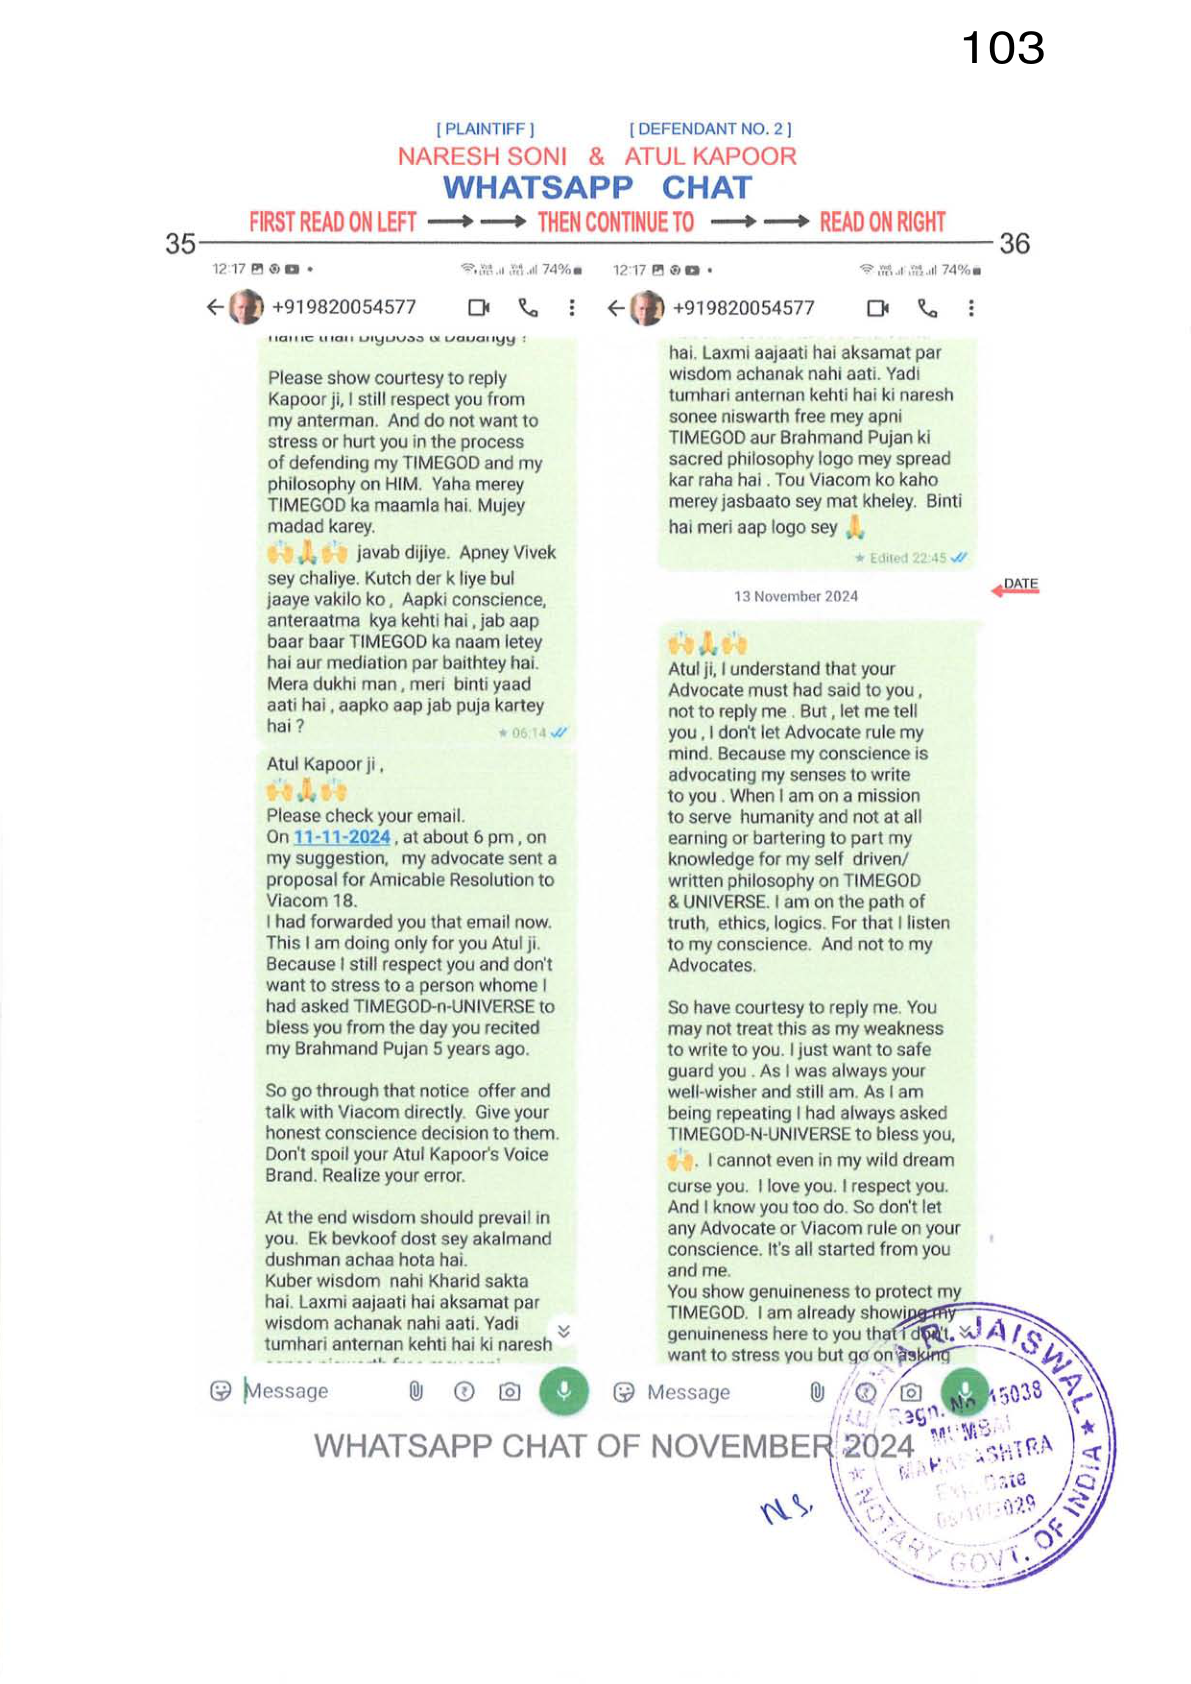 103
[ PLAINTIFF ] [ DEFENDANT NO. 2 ]
NARESH SONI & ATUL KAPOOR
WHATSAPP CHAT
FIRST READ ON LEFT → → THEN CONTINUE TO → → READ ON RIGHT
35
12:17 74%
+919820054577
name than Bigboss & Dabangg ?
Please show courtesy to reply
Kapoor ji, I still respect you from
my anterman. And do not want to
stress or hurt you in the process
of defending my TIMEGOD and my
philosophy on HIM. Yaha merey
TIMEGOD ka maamla hai. Mujey
madad karey.
🙌🙏🙌 javab dijiye. Apney Vivek
sey chaliye. Kutch der k liye bul
jaaye vakilo ko, Aapki conscience,
anteraatma kya kehti hai , jab aap
baar baar TIMEGOD ka naam letey
hai aur mediation par baithtey hai.
Mera dukhi man , meri binti yaad
aati hai , aapko aap jab puja kartey
hai ?
★ 06:14
Atul Kapoor ji ,
🙌🙏🙌
Please check your email.
On 11-11-2024 , at about 6 pm , on
my suggestion, my advocate sent a
proposal for Amicable Resolution to
Viacom 18.
I had forwarded you that email now.
This I am doing only for you Atul ji.
Because I still respect you and don't
want to stress to a person whome I
had asked TIMEGOD-n-UNIVERSE to
bless you from the day you recited
my Brahmand Pujan 5 years ago.
So go through that notice offer and
talk with Viacom directly. Give your
honest conscience decision to them.
Don't spoil your Atul Kapoor's Voice
Brand. Realize your error.
At the end wisdom should prevail in
you. Ek bevkoof dost sey akalmand
dushman achaa hota hai.
Kuber wisdom nahi Kharid sakta
hai. Laxmi aajaati hai aksamat par
wisdom achanak nahi aati. Yadi
tumhari anternan kehti hai ki naresh
Message
36
12:17 74%
+919820054577
hai. Laxmi aajaati hai aksamat par
wisdom achanak nahi aati. Yadi
tumhari anternan kehti hai ki naresh
sonee niswarth free mey apni
TIMEGOD aur Brahmand Pujan ki
sacred philosophy logo mey spread
kar raha hai . Tou Viacom ko kaho
merey jasbaato sey mat kheley. Binti
hai meri aap logo sey 🙏
★ Edited 22:45
13 November 2024
DATE
🙌🙏🙌
Atul ji, I understand that your
Advocate must had said to you ,
not to reply me . But , let me tell
you , I don't let Advocate rule my
mind. Because my conscience is
advocating my senses to write
to you . When I am on a mission
to serve humanity and not at all
earning or bartering to part my
knowledge for my self driven/
written philosophy on TIMEGOD
& UNIVERSE. I am on the path of
truth, ethics, logics. For that I listen
to my conscience. And not to my
Advocates.
So have courtesy to reply me. You
may not treat this as my weakness
to write to you. I just want to safe
guard you . As I was always your
well-wisher and still am. As I am
being repeating I had always asked
TIMEGOD-N-UNIVERSE to bless you,
🙌. I cannot even in my wild dream
curse you. I love you. I respect you.
And I know you too do. So don't let
any Advocate or Viacom rule on your
conscience. It's all started from you
and me.
You show genuineness to protect my
TIMEGOD. I am already showing my
genuineness here to you that i don't
want to stress you but go on asking
Message
WHATSAPP CHAT OF NOVEMBER 2024
N.S.
R. JAISWAL
Regn. No 15038
MUMBAI
MAHARASHTRA
Exp. Date
NOTARY GOVT. OF INDIA